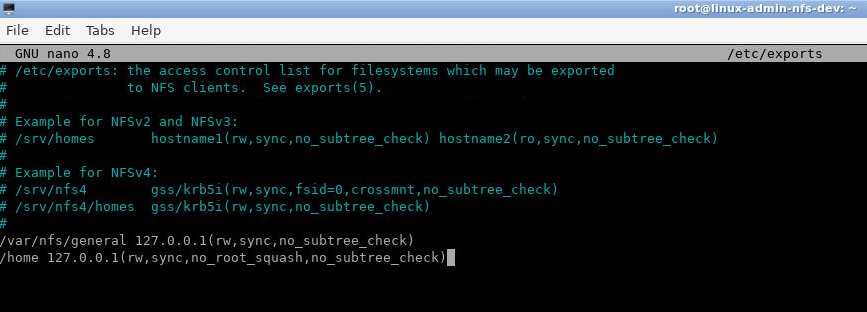 root@linux-admin-nfs-dev: ~
File Edit Tabs Help
GNU nano 4.8 /etc/exports
# /etc/exports: the access control list for filesystems which may be exported
# to NFS clients. See exports(5).
#
# Example for NFSv2 and NFSv3:
# /srv/homes hostname1(rw,sync,no_subtree_check) hostname2(ro,sync,no_subtree_check)
#
# Example for NFSv4:
# /srv/nfs4 gss/krb5i(rw,sync,fsid=0,crossmnt,no_subtree_check)
# /srv/nfs4/homes gss/krb5i(rw,sync,no_subtree_check)
#
/var/nfs/general 127.0.0.1(rw,sync,no_subtree_check)
/home 127.0.0.1(rw,sync,no_root_squash,no_subtree_check)